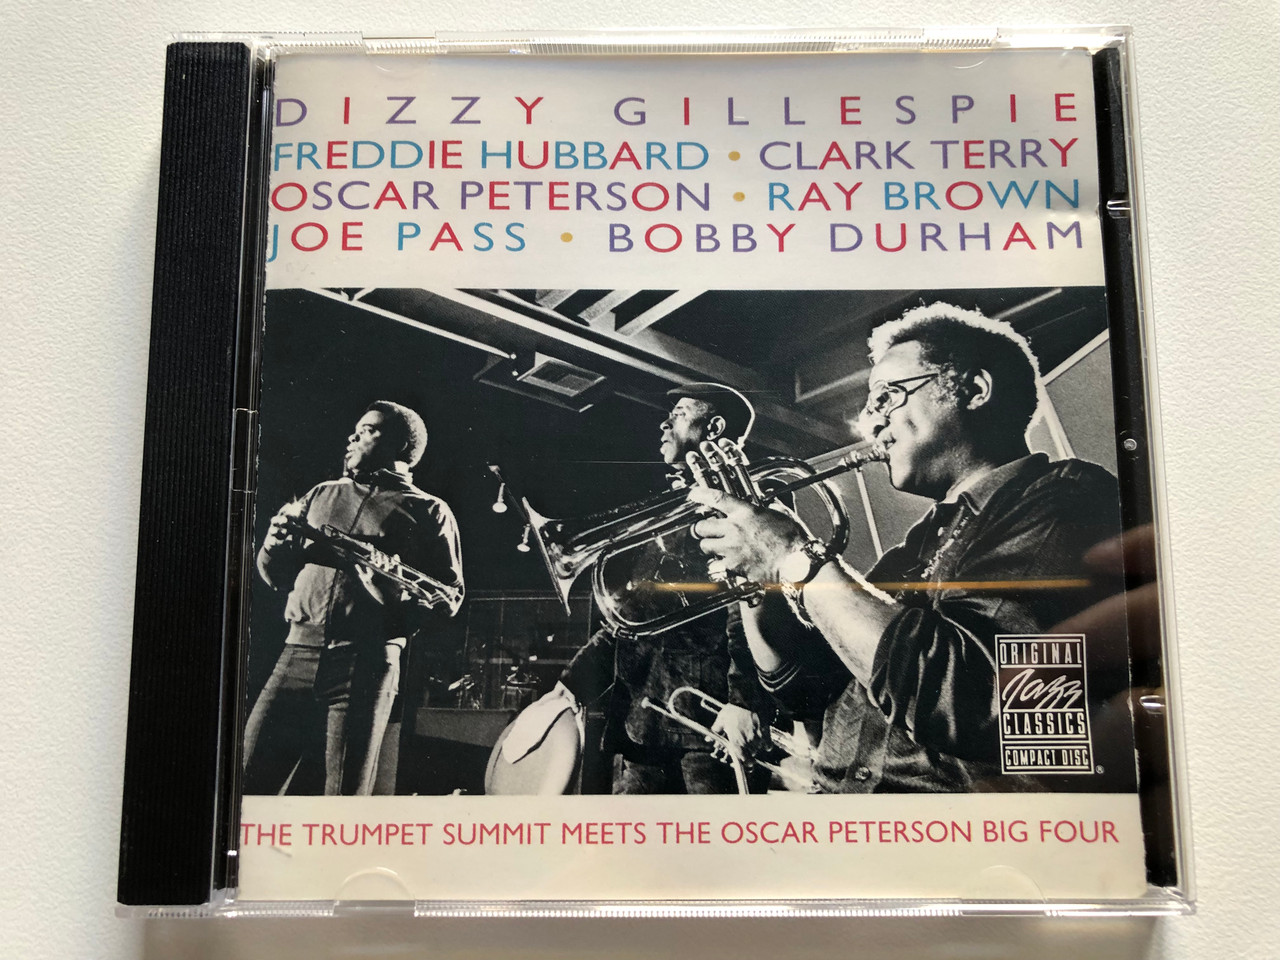 DIZZY GILLESPIE
FREDDIE HUBBARD • CLARK TERRY
OSCAR PETERSON • RAY BROWN
JOE PASS • BOBBY DURHAM
ORIGINAL
Jazz
CLASSICS
COMPACT DISC
®
THE TRUMPET SUMMIT MEETS THE OSCAR PETERSON BIG FOUR